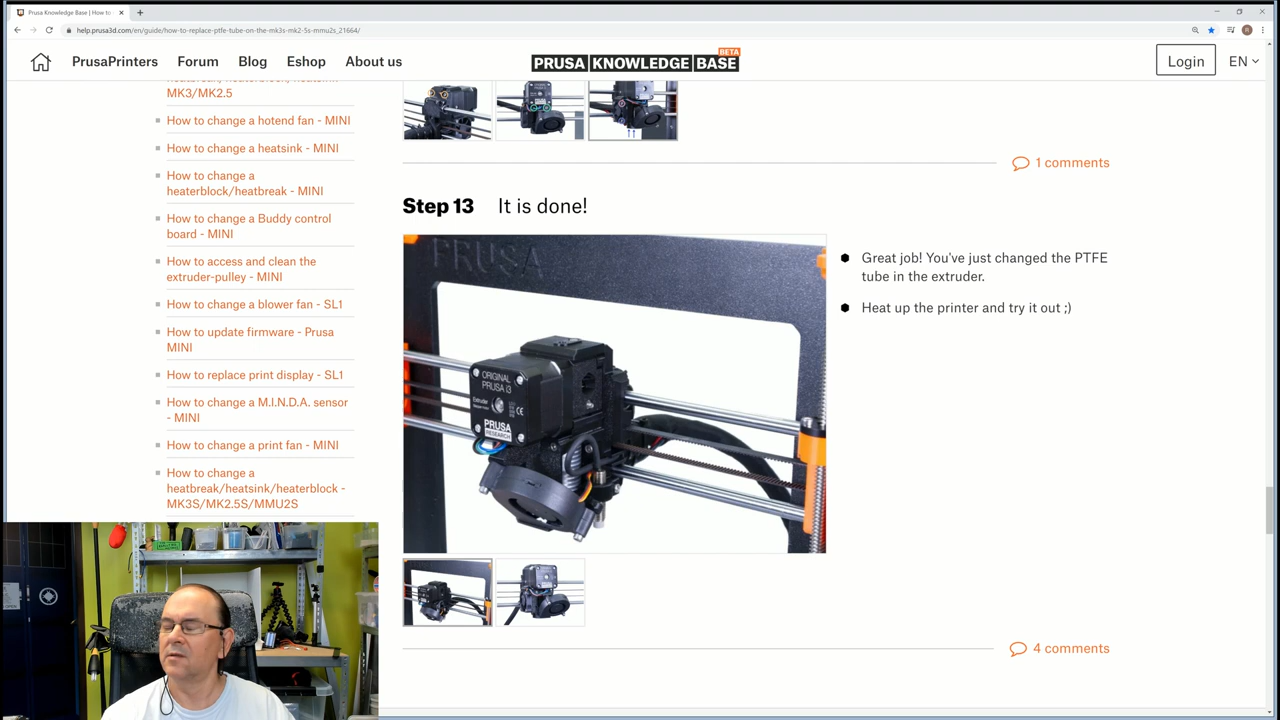 Prusa Knowledge Base | How to
help.prusa3d.com/en/guide/how-to-replace-ptfe-tube-on-the-mk3s-mk2-5s-mmu2s_21664/
PrusaPrinters
Forum
Blog
Eshop
About us
PRUSA KNOWLEDGE BASE
BETA
Login
EN
MK3/MK2.5
How to change a hotend fan - MINI
How to change a heatsink - MINI
How to change a
heaterblock/heatbreak - MINI
How to change a Buddy control
board - MINI
How to access and clean the
extruder-pulley - MINI
How to change a blower fan - SL1
How to update firmware - Prusa
MINI
How to replace print display - SL1
How to change a M.I.N.D.A. sensor
- MINI
How to change a print fan - MINI
How to change a
heatbreak/heatsink/heaterblock -
MK3S/MK2.5S/MMU2S
1 comments
Step 13 It is done!
PRUSA
ORIGINAL
PRUSA i3
Extruder
PRUSA
RESEARCH
Great job! You've just changed the PTFE
tube in the extruder.
Heat up the printer and try it out ;)
4 comments